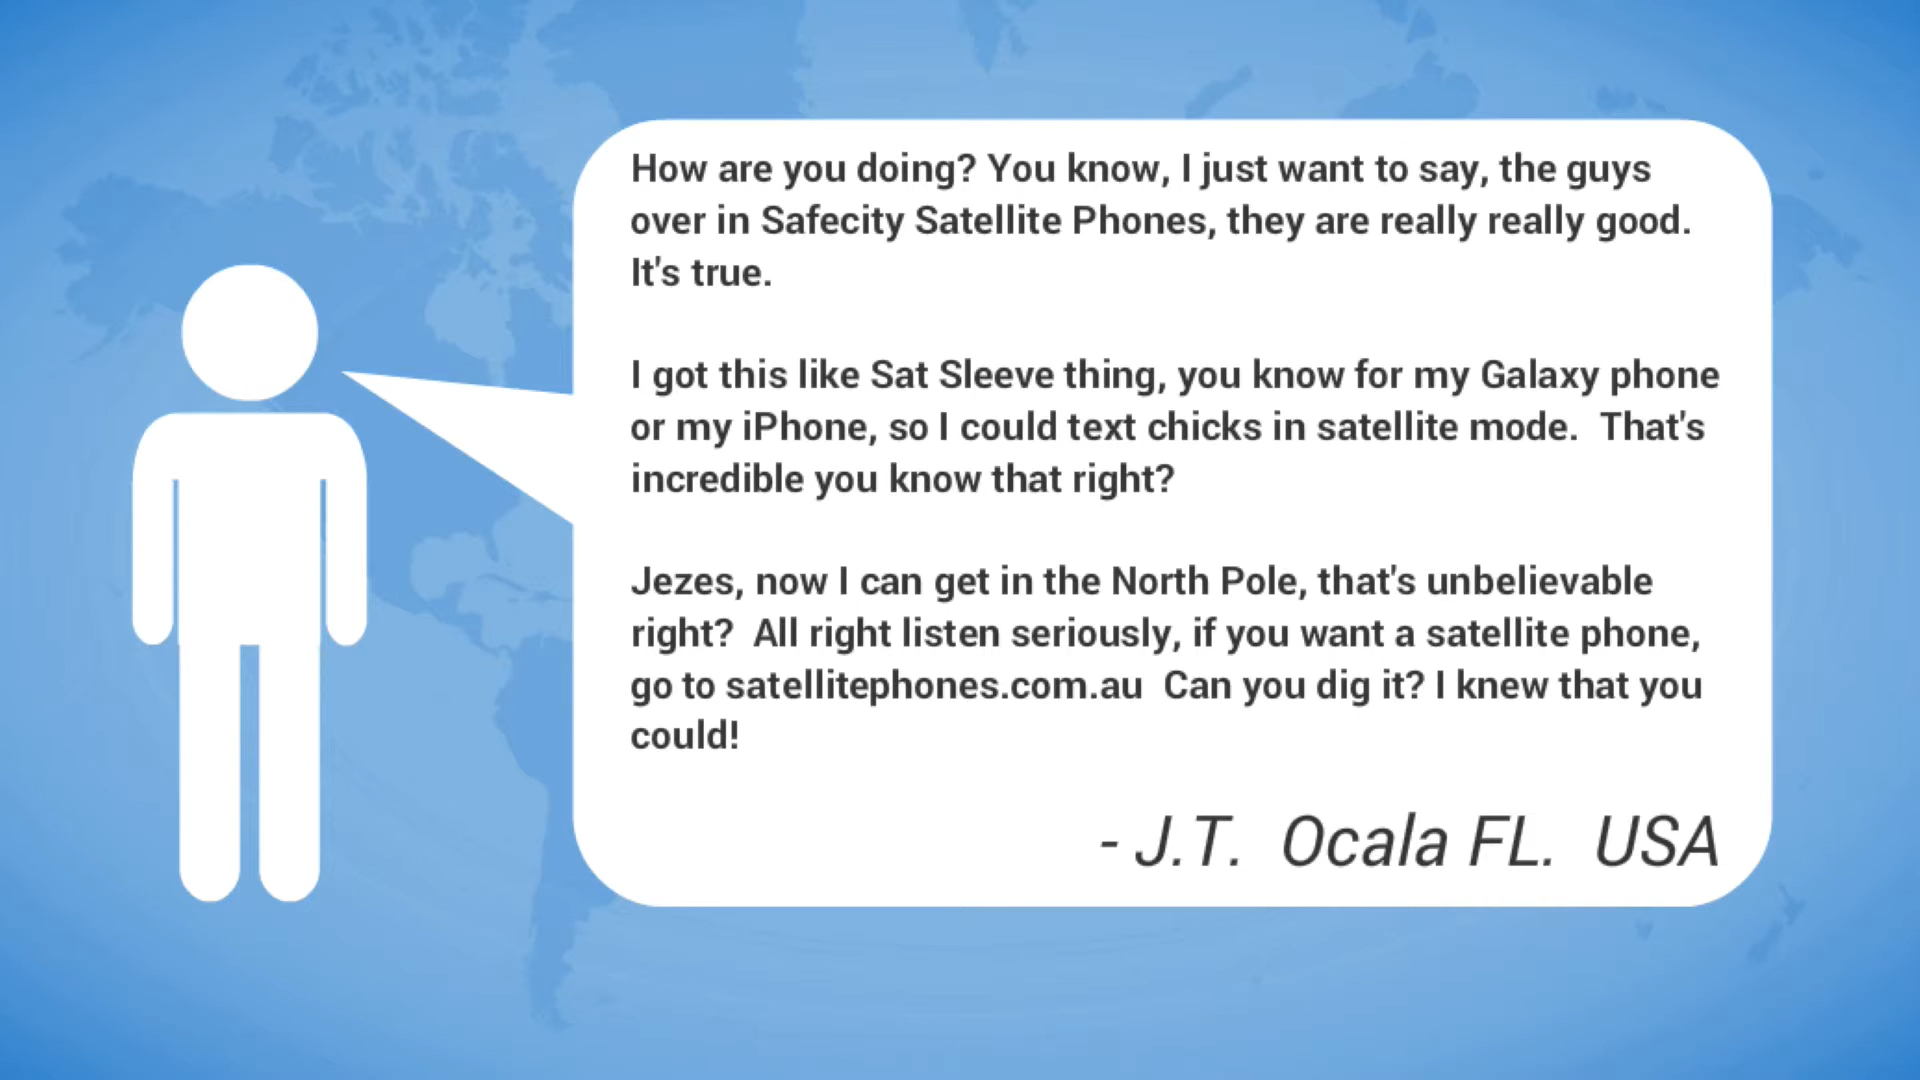 How are you doing? You know, I just want to say, the guys
over in Safecity Satellite Phones, they are really really good.
It's true.
I got this like Sat Sleeve thing, you know for my Galaxy phone
or my iPhone, so I could text chicks in satellite mode.  That's
incredible you know that right?
Jezes, now I can get in the North Pole, that's unbelievable
right?  All right listen seriously, if you want a satellite phone,
go to satellitephones.com.au  Can you dig it? I knew that you
could!
- J.T.  Ocala FL.  USA